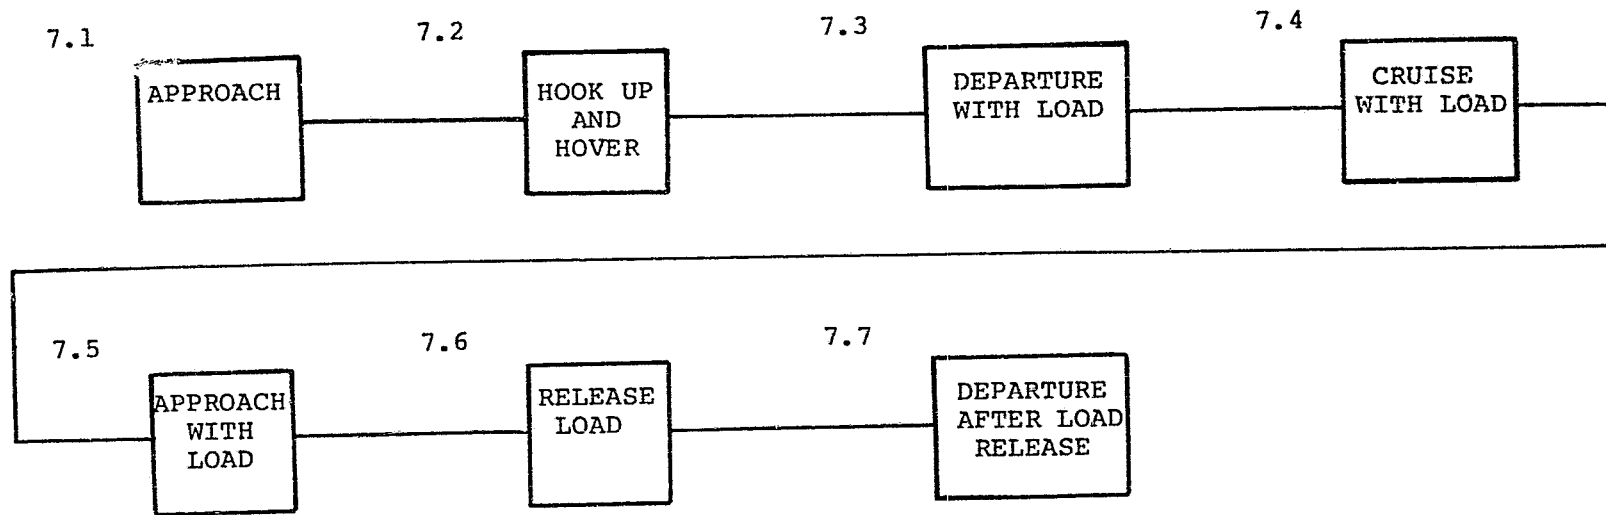 7.1
APPROACH
7.2
HOOK UP
AND
HOVER
7.3
DEPARTURE
WITH LOAD
7.4
CRUISE
WITH LOAD
7.5
APPROACH
WITH
LOAD
7.6
RELEASE
LOAD
7.7
DEPARTURE
AFTER LOAD
RELEASE